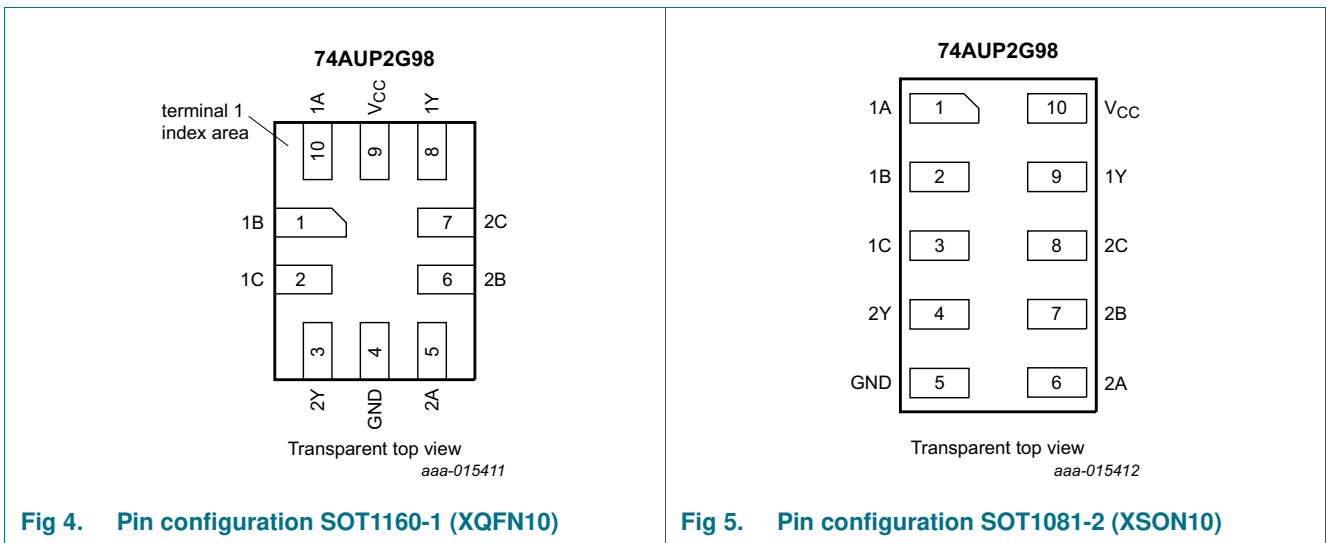 74AUP2G98
terminal 1
index area
1A VCC 1Y
10 9 8
1B 1 7 2C
1C 2 6 2B
3 4 5
2Y GND 2A
Transparent top view
aaa-015411
Fig 4. Pin configuration SOT1160-1 (XQFN10)
74AUP2G98
1A 1 10 VCC
1B 2 9 1Y
1C 3 8 2C
2Y 4 7 2B
GND 5 6 2A
Transparent top view
aaa-015412
Fig 5. Pin configuration SOT1081-2 (XSON10)